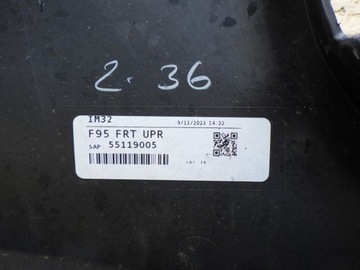 2.36
IM32
9/11/2023 14:32
F95 FRT UPR
SAP: 55119005